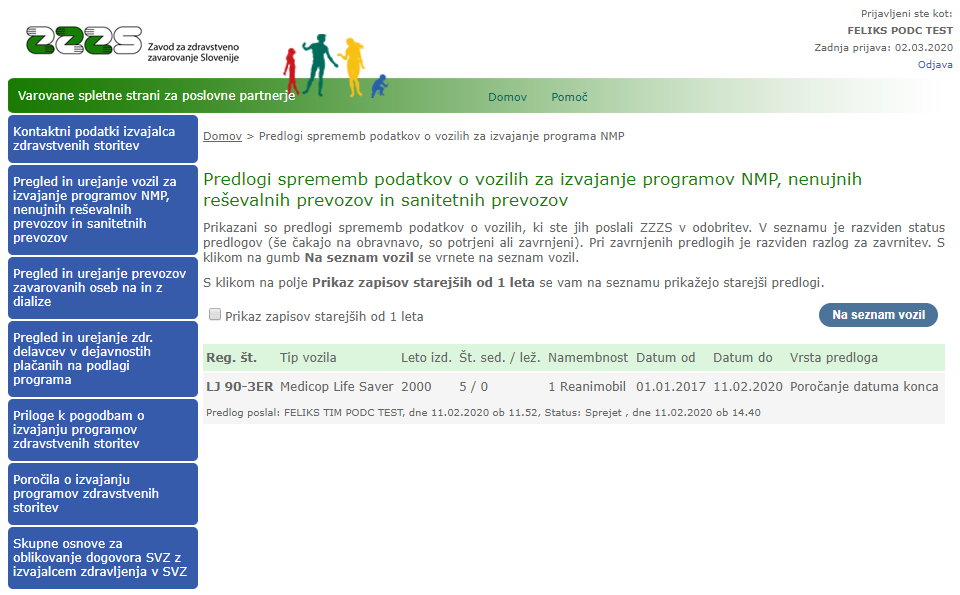 Prijavljeni ste kot:
FELIKS PODC TEST
Zadnja prijava: 02.03.2020
Odjava
ZZZS Zavod za zdravstveno
zavarovanje Slovenije
Varovane spletne strani za poslovne partnerje
Domov Pomoč
Kontaktni podatki izvajalca
zdravstvenih storitev
Pregled in urejanje vozil za
izvajanje programov NMP,
nenujnih reševalnih
prevozov in sanitetnih
prevozov
Pregled in urejanje prevozov
zavarovanih oseb na in z
dialize
Pregled in urejanje zdr.
delavcev v dejavnostih
plačanih na podlagi
programa
Priloge k pogodbam o
izvajanju programov
zdravstvenih storitev
Poročila o izvajanju
programov zdravstvenih
storitev
Skupne osnove za
oblikovanje dogovora SVZ z
izvajalcem zdravljenja v SVZ
Domov > Predlogi sprememb podatkov o vozilih za izvajanje programa NMP
Predlogi sprememb podatkov o vozilih za izvajanje programov NMP, nenujnih
reševalnih prevozov in sanitetnih prevozov
Prikazani so predlogi sprememb podatkov o vozilih, ki ste jih poslali ZZZS v odobritev. V seznamu je razviden status
predlogov (še čakajo na obravnavo, so potrjeni ali zavrnjeni). Pri zavrnjenih predlogih je razviden razlog za zavrnitev. S
klikom na gumb Na seznam vozil se vrnete na seznam vozil.
S klikom na polje Prikaz zapisov starejših od 1 leta se vam na seznamu prikažejo starejši predlogi.
Prikaz zapisov starejših od 1 leta
Na seznam vozil
Reg. št. Tip vozila Leto izd. Št. sed. / lež. Namembnost Datum od Datum do Vrsta predloga
LJ 90-3ER Medicop Life Saver 2000 5 / 0 1 Reanimobil 01.01.2017 11.02.2020 Poročanje datuma konca
Predlog poslal: FELIKS TIM PODC TEST, dne 11.02.2020 ob 11.52, Status: Sprejet , dne 11.02.2020 ob 14.40